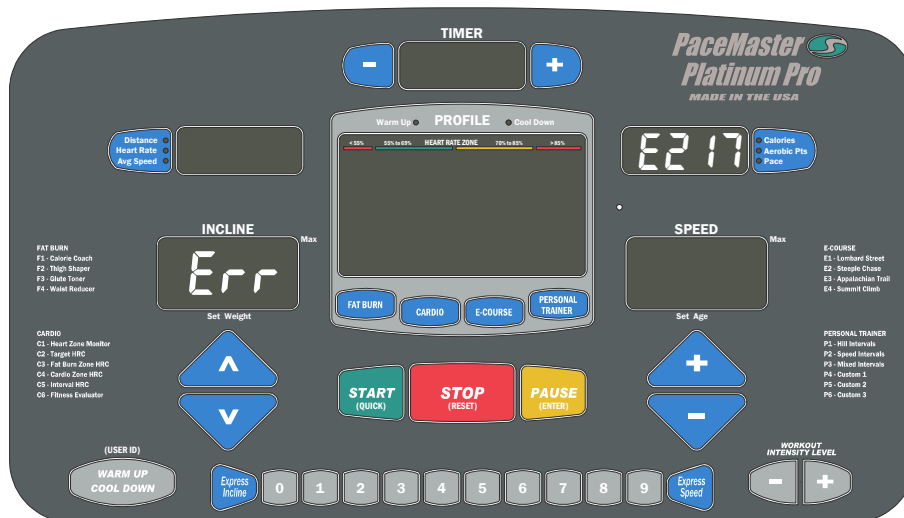 TIMER
- +
PaceMaster
Platinum Pro
MADE IN THE USA
Warm Up PROFILE Cool Down
< 55% 55% to 69% HEART RATE ZONE 70% to 85% > 85%
Distance
Heart Rate
Avg Speed
E217
Calories
Aerobic Pts
Pace
INCLINE
Max
Err
Set Weight
SPEED
Max
Set Age
FAT BURN
F1 - Calorie Coach
F2 - Thigh Shaper
F3 - Glute Toner
F4 - Waist Reducer
CARDIO
C1 - Heart Zone Monitor
C2 - Target HRC
C3 - Fat Burn Zone HRC
C4 - Cardio Zone HRC
C5 - Interval HRC
C6 - Fitness Evaluator
E-COURSE
E1 - Lombard Street
E2 - Steeple Chase
E3 - Appalachian Trail
E4 - Summit Climb
PERSONAL TRAINER
P1 - Hill Intervals
P2 - Speed Intervals
P3 - Mixed Intervals
P4 - Custom 1
P5 - Custom 2
P6 - Custom 3
FAT BURN
CARDIO
E-COURSE
PERSONAL
TRAINER
START
(QUICK)
STOP
(RESET)
PAUSE
(ENTER)
+
-
(USER ID)
WARM UP
COOL DOWN
Express
Incline
0 1 2 3 4 5 6 7 8 9
Express
Speed
WORKOUT
INTENSITY LEVEL
- +